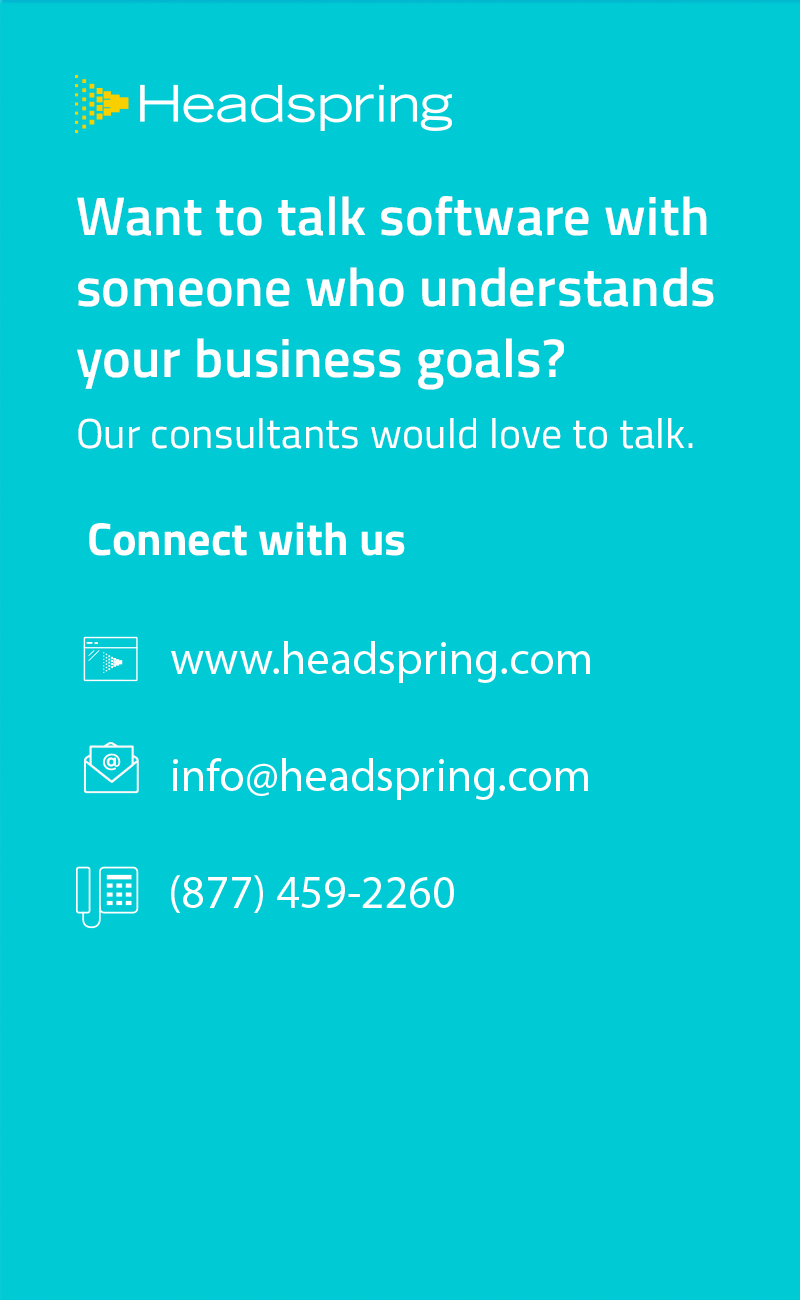 Headspring
Want to talk software with
someone who understands
your business goals?
Our consultants would love to talk.
Connect with us
www.headspring.com
@
info@headspring.com
(877) 459-2260